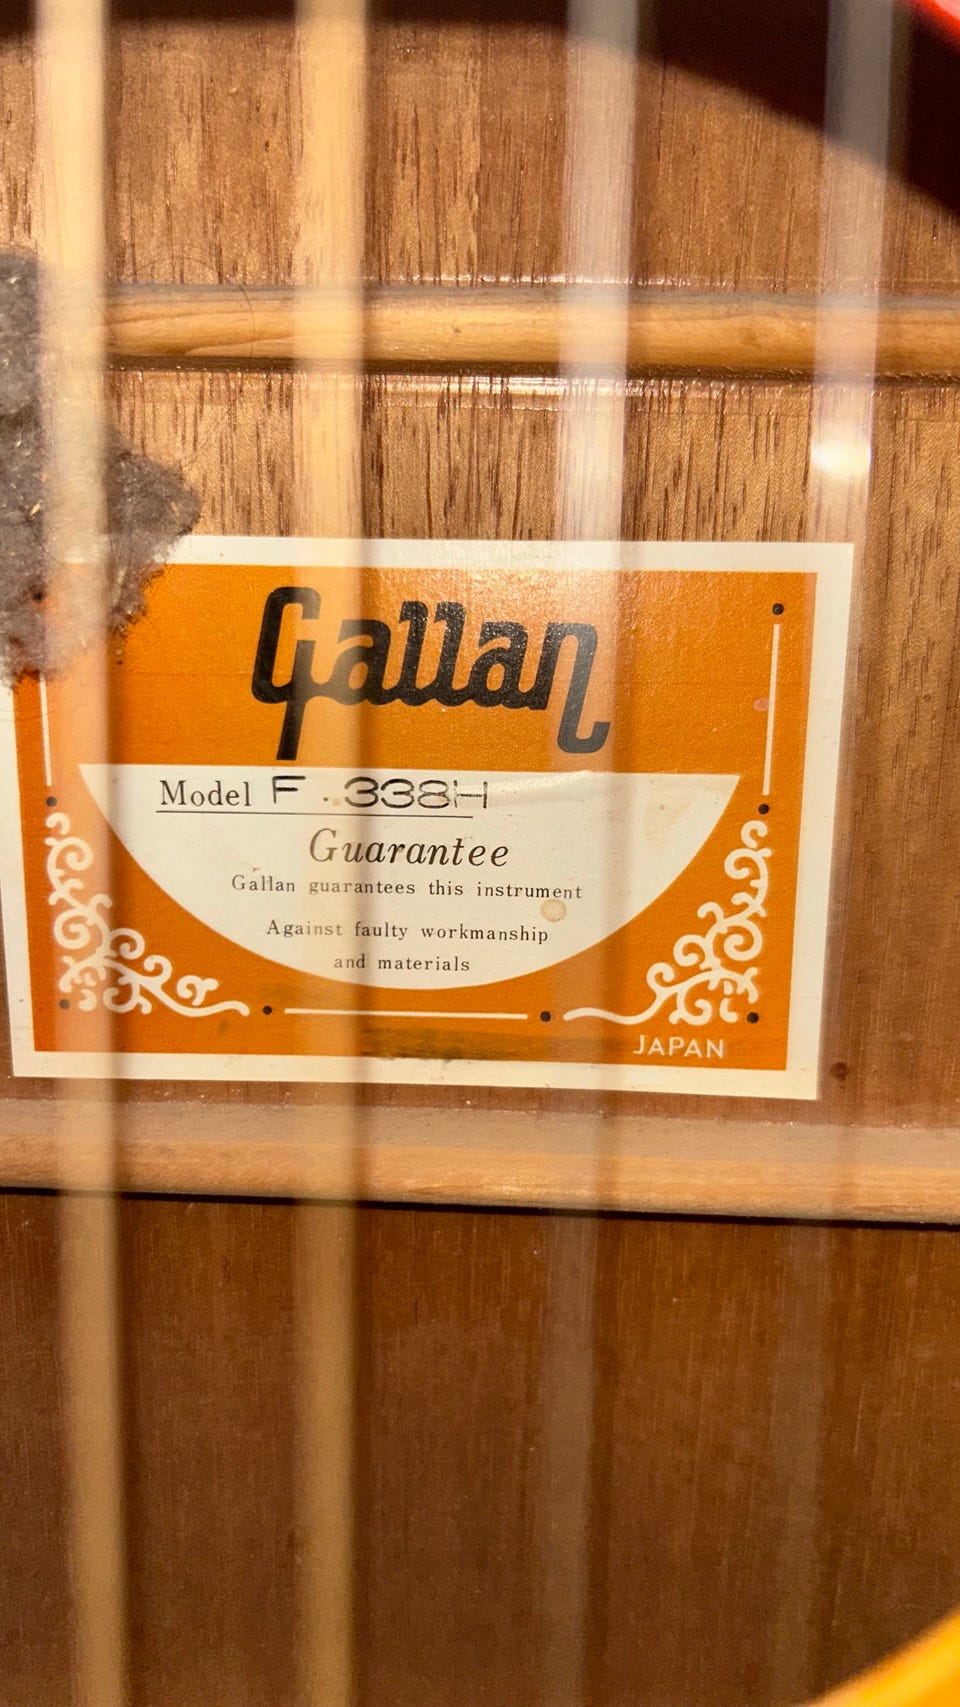 Gallan
Model F .338H
Guarantee
Gallan guarantees this instrument
Against faulty workmanship
and materials
JAPAN